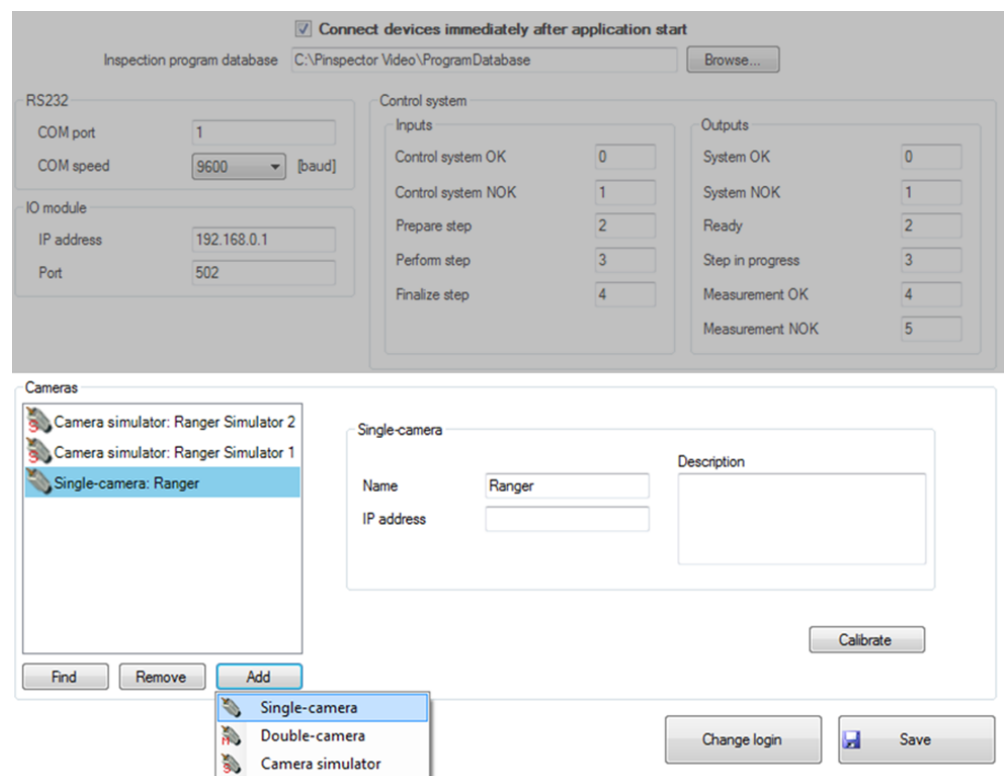 Connect devices immediately after application start
Inspection program database C:\Pinspector Video\ProgramDatabase Browse...
RS232
COM port 1
COM speed 9600 [baud]
IO module
IP address 192.168.0.1
Port 502
Control system
Inputs
Control system OK 0
Control system NOK 1
Prepare step 2
Perform step 3
Finalize step 4
Outputs
System OK 0
System NOK 1
Ready 2
Step in progress 3
Measurement OK 4
Measurement NOK 5
Cameras
Camera simulator: Ranger Simulator 2
Camera simulator: Ranger Simulator 1
Single-camera: Ranger
Single-camera
Name Ranger
IP address
Description
Calibrate
Find Remove Add
Single-camera
Double-camera
Camera simulator
Change login Save